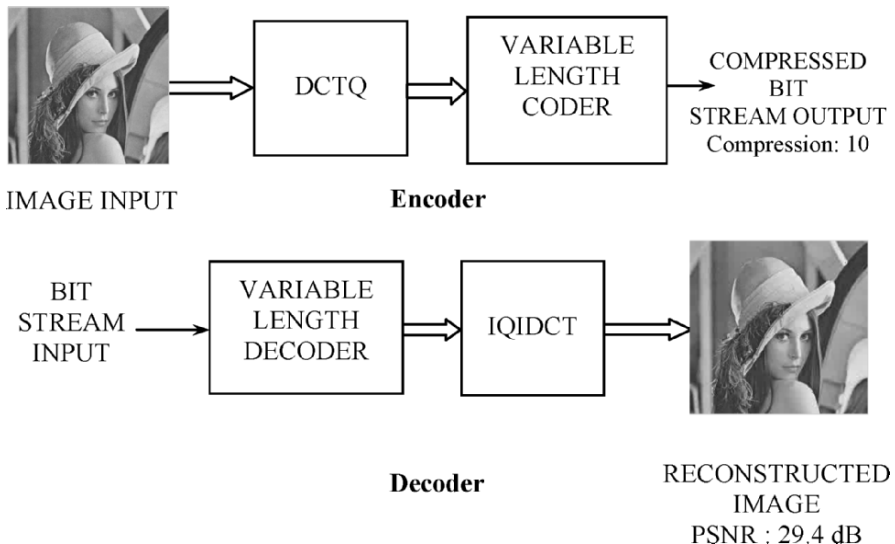 IMAGE INPUT
DCTQ
VARIABLE
LENGTH
CODER
COMPRESSED
BIT
STREAM OUTPUT
Compression: 10
Encoder
BIT
STREAM
INPUT
VARIABLE
LENGTH
DECODER
IQIDCT
RECONSTRUCTED
IMAGE
PSNR : 29.4 dB
Decoder